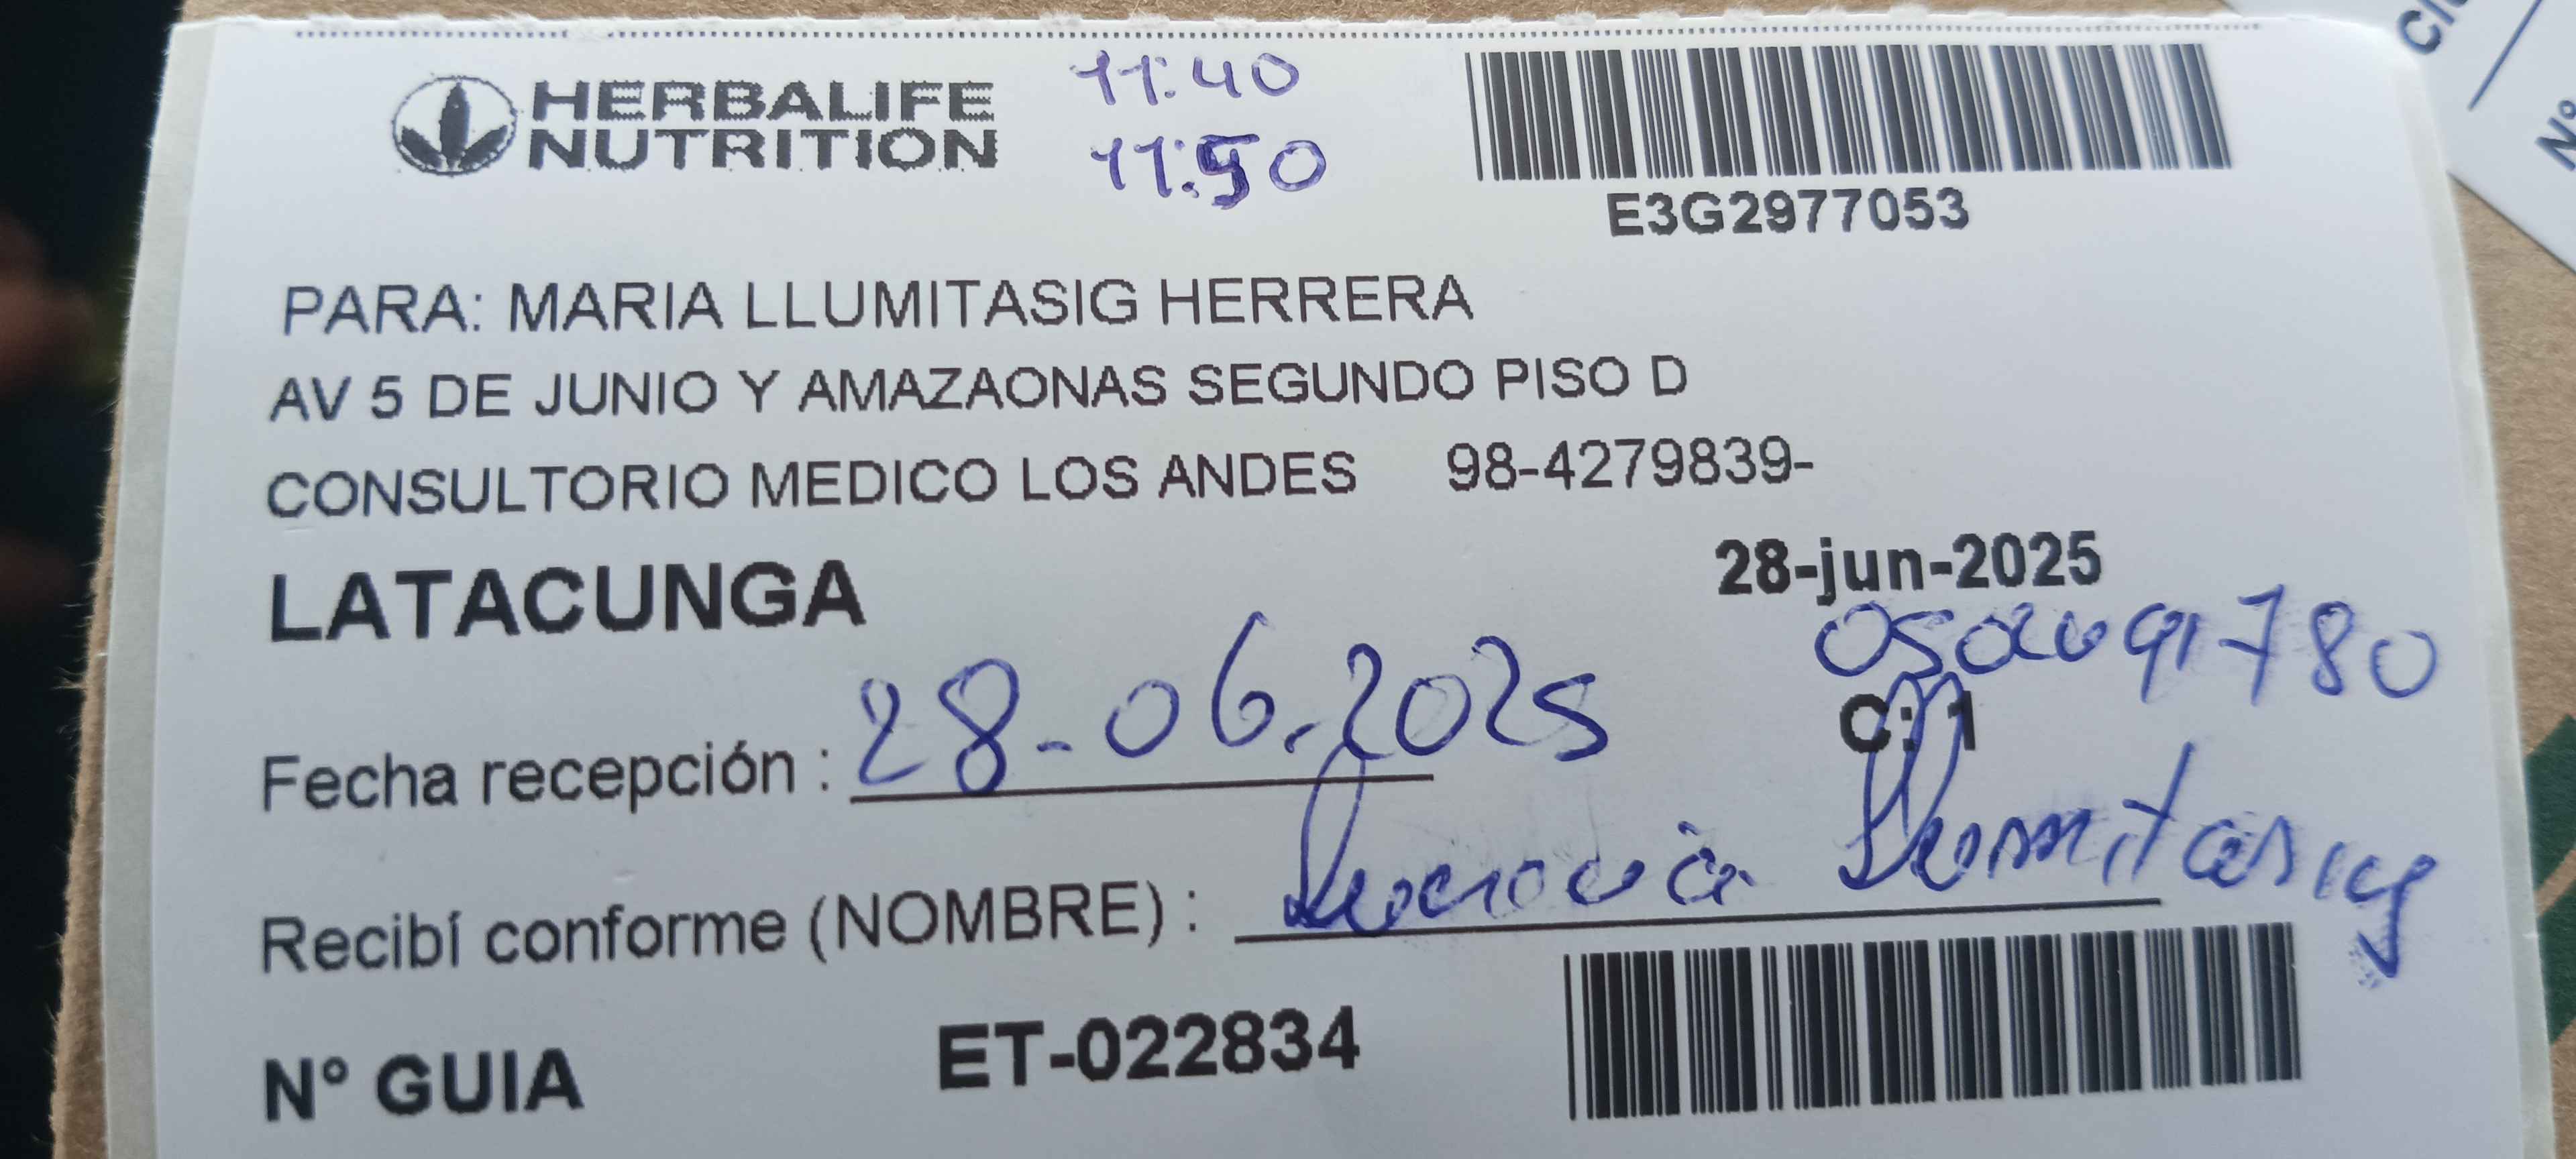 HERBALIFE
NUTRITION
11:40
11:50
E3G2977053
PARA: MARIA LLUMITASIG HERRERA
AV 5 DE JUNIO Y AMAZAONAS SEGUNDO PISO D
CONSULTORIO MEDICO LOS ANDES 98-4279839-
LATACUNGA
28-jun-2025
C: 1
Fecha recepción : 28-06.2025
Recibí conforme (NOMBRE) : Llumitasig
N° GUIA ET-022834
N°